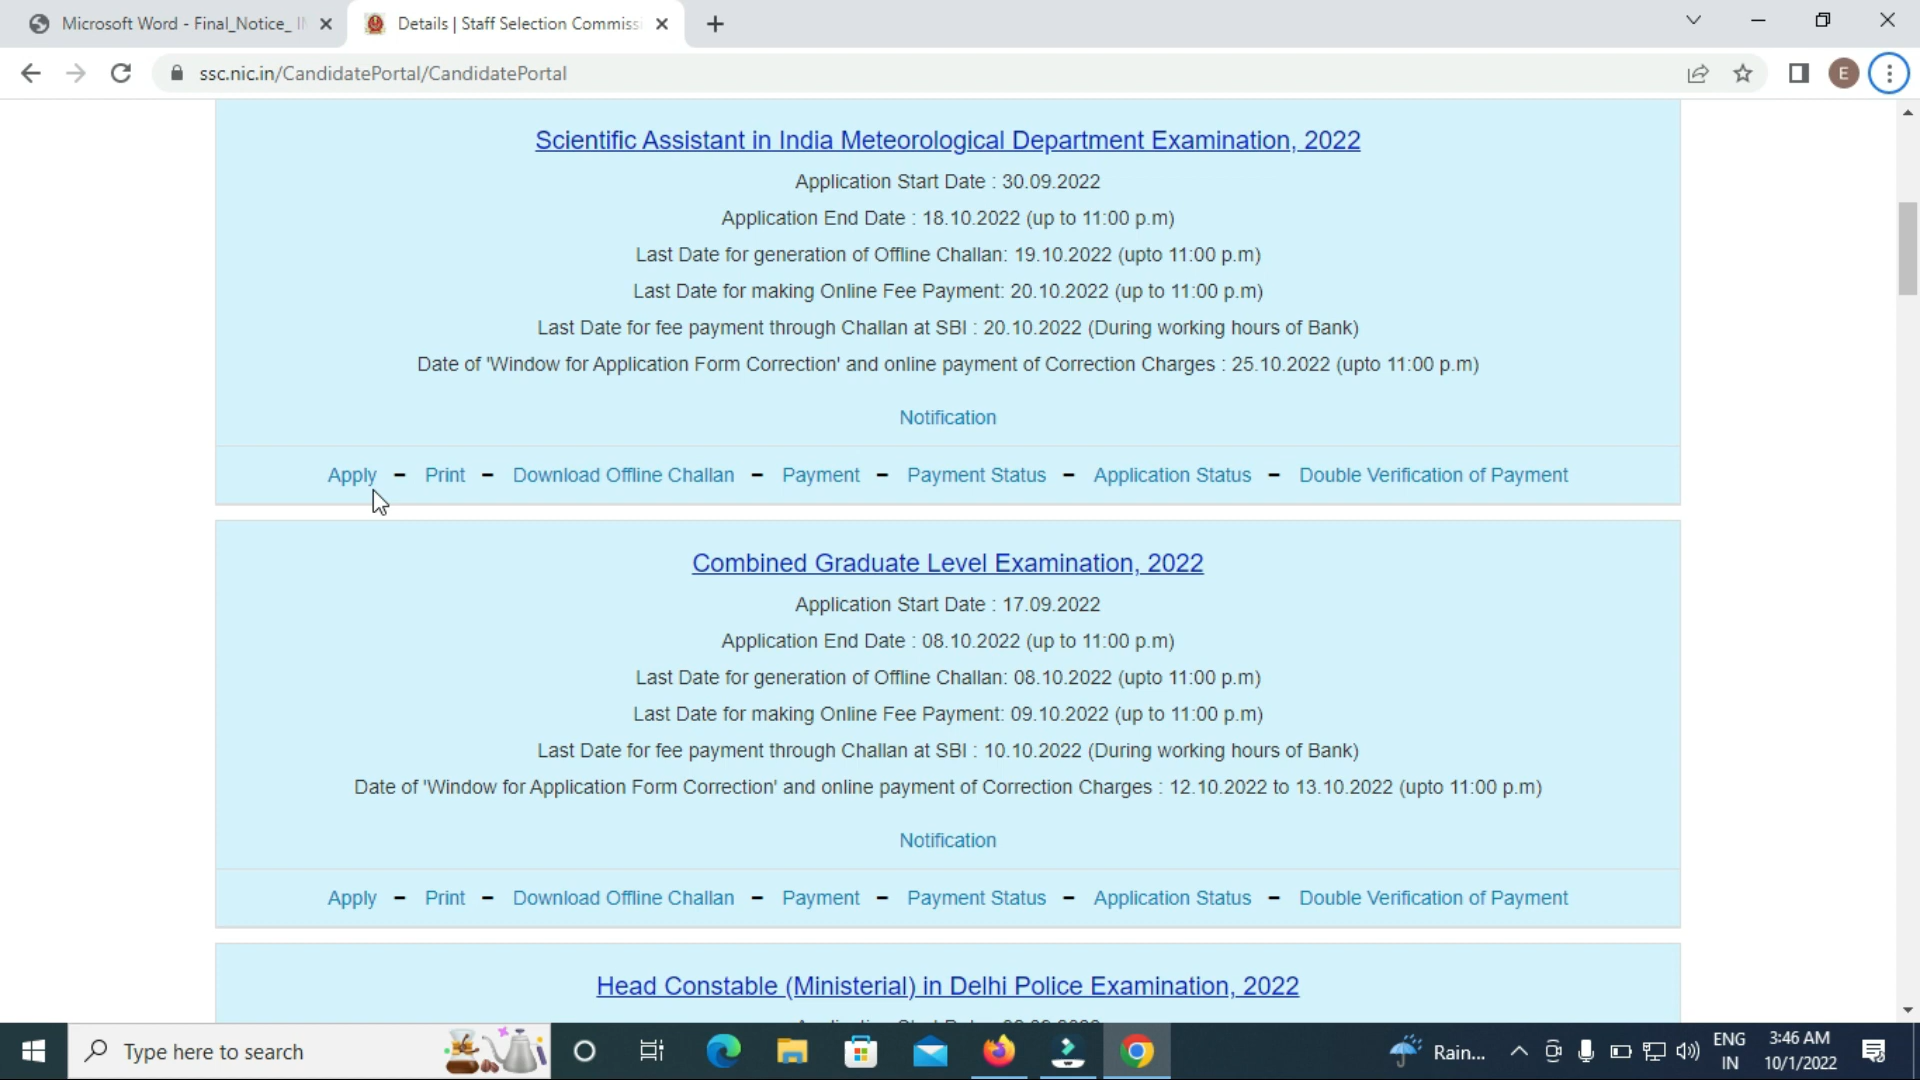 Microsoft Word - Final_Notice_
Details | Staff Selection Commiss
ssc.nic.in/CandidatePortal/CandidatePortal
E
Scientific Assistant in India Meteorological Department Examination, 2022
Application Start Date : 30.09.2022
Application End Date : 18.10.2022 (up to 11:00 p.m)
Last Date for generation of Offline Challan: 19.10.2022 (upto 11:00 p.m)
Last Date for making Online Fee Payment: 20.10.2022 (up to 11:00 p.m)
Last Date for fee payment through Challan at SBI : 20.10.2022 (During working hours of Bank)
Date of 'Window for Application Form Correction' and online payment of Correction Charges : 25.10.2022 (upto 11:00 p.m)
Notification
Apply - Print - Download Offline Challan - Payment - Payment Status - Application Status - Double Verification of Payment
Combined Graduate Level Examination, 2022
Application Start Date : 17.09.2022
Application End Date : 08.10.2022 (up to 11:00 p.m)
Last Date for generation of Offline Challan: 08.10.2022 (upto 11:00 p.m)
Last Date for making Online Fee Payment: 09.10.2022 (up to 11:00 p.m)
Last Date for fee payment through Challan at SBI : 10.10.2022 (During working hours of Bank)
Date of 'Window for Application Form Correction' and online payment of Correction Charges : 12.10.2022 to 13.10.2022 (upto 11:00 p.m)
Notification
Apply - Print - Download Offline Challan - Payment - Payment Status - Application Status - Double Verification of Payment
Head Constable (Ministerial) in Delhi Police Examination, 2022
Type here to search
Rain...
ENG
IN
3:46 AM
10/1/2022